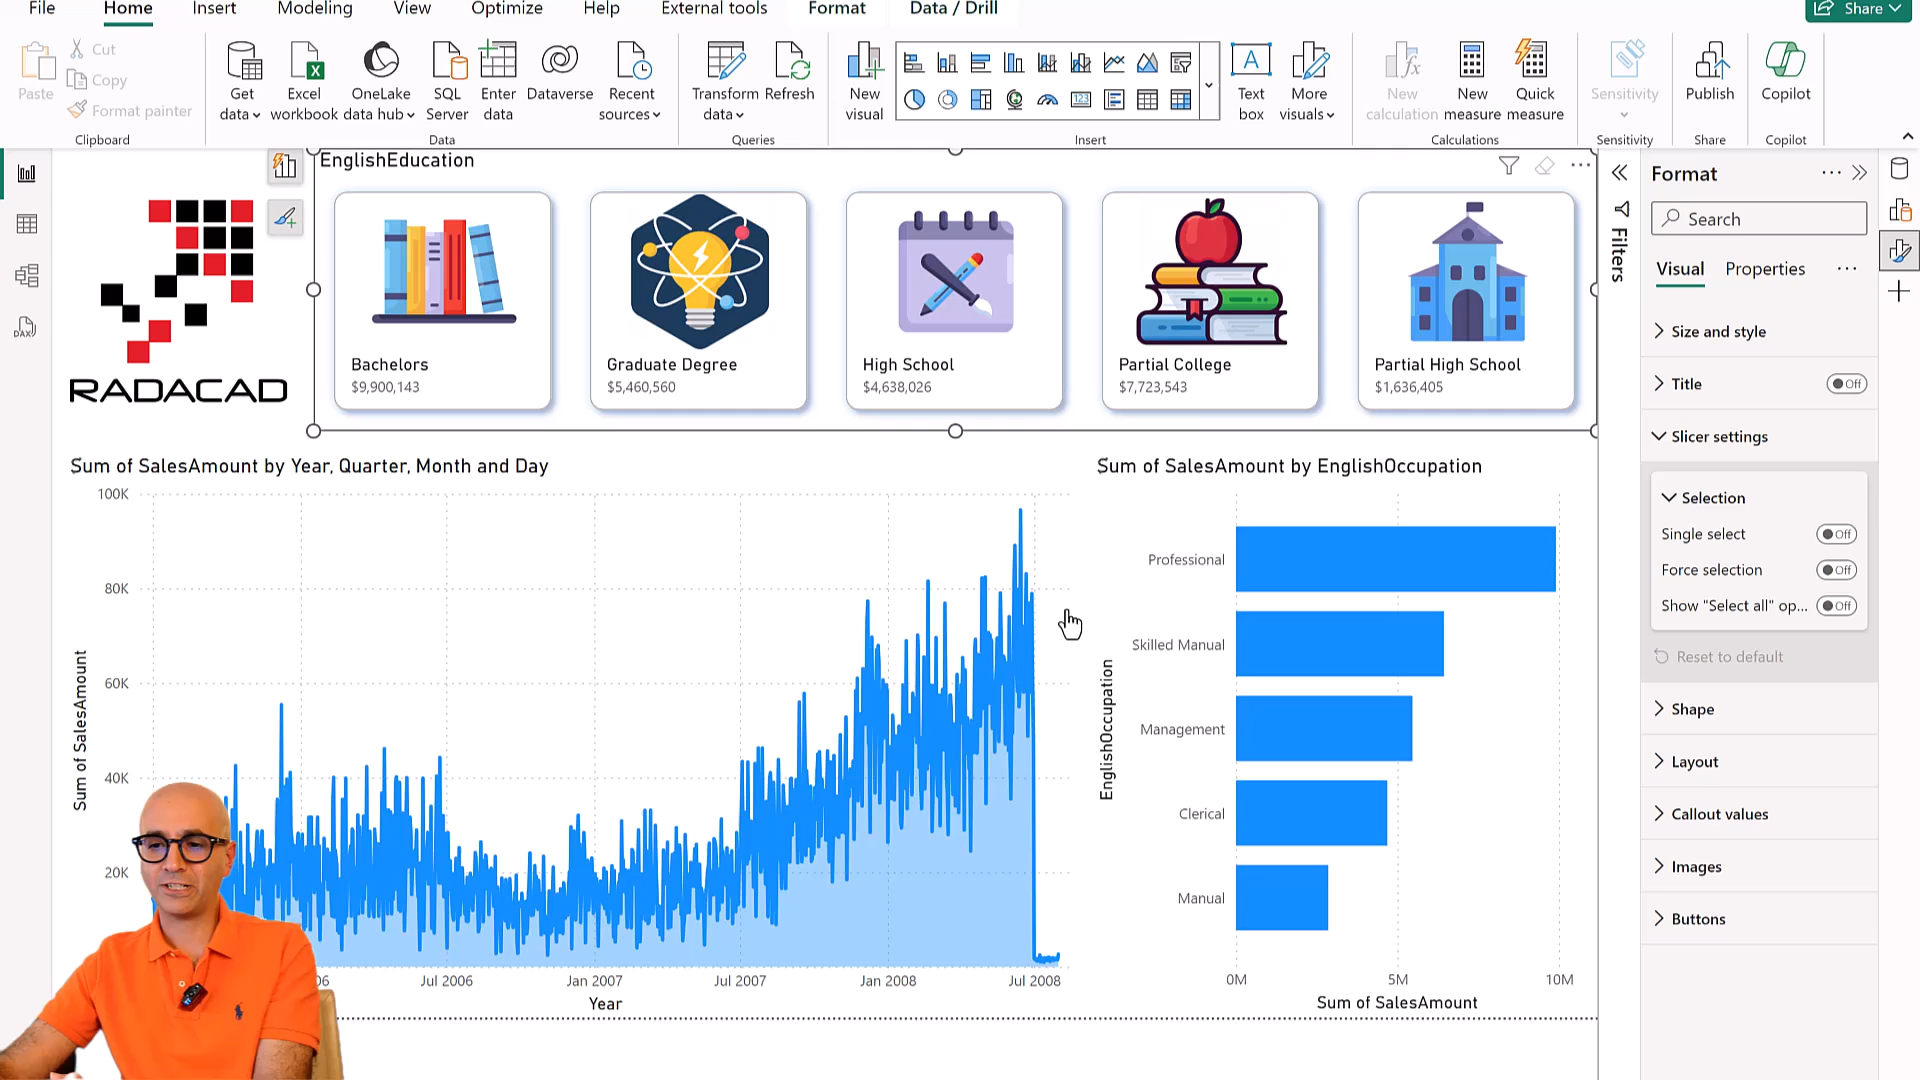 File Home Insert Modeling View Optimize Help External tools Format Data / Drill Share
Paste
Cut
Copy
Format painter
Clipboard
Get data
Excel workbook
OneLake data hub
SQL Server
Enter data
Dataverse
Recent sources
Data
Transform data
Refresh
Queries
New visual
Text box
More visuals
Insert
New calculation
New measure
Quick measure
Calculations
Sensitivity
Sensitivity
Publish
Share
Copilot
Copilot
DAX
RADACAD
EnglishEducation
Bachelors
$9,900,143
Graduate Degree
$5,460,560
High School
$4,638,026
Partial College
$7,723,543
Partial High School
$1,636,405
Sum of SalesAmount by Year, Quarter, Month and Day
Sum of SalesAmount
100K
80K
60K
40K
20K
06 Jul 2006 Jan 2007 Jul 2007 Jan 2008 Jul 2008
Year
Sum of SalesAmount by EnglishOccupation
EnglishOccupation
Professional
Skilled Manual
Management
Clerical
Manual
0M 5M 10M
Sum of SalesAmount
Filters
Format
Search
Visual Properties
Size and style
Title Off
Slicer settings
Selection
Single select Off
Force selection Off
Show "Select all" op... Off
Reset to default
Shape
Layout
Callout values
Images
Buttons